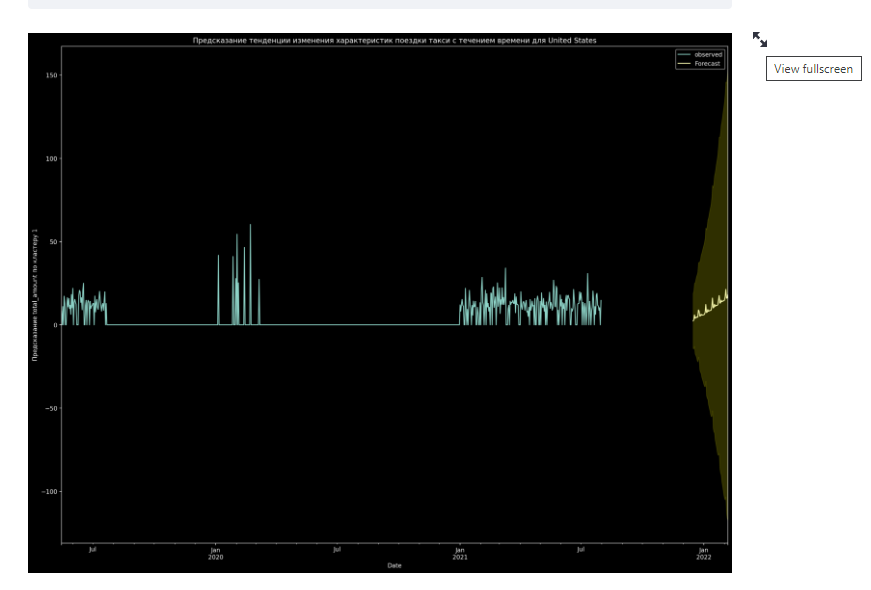 Предсказание тенденции изменения характеристик поездки такси с течением времени для United States
observed
Forecast
View fullscreen
150
100
50
0
−50
−100
Предсказание total_amount по кластеру 1
Jul
Jan
2020
Jul
Jan
2021
Jul
Jan
2022
Date